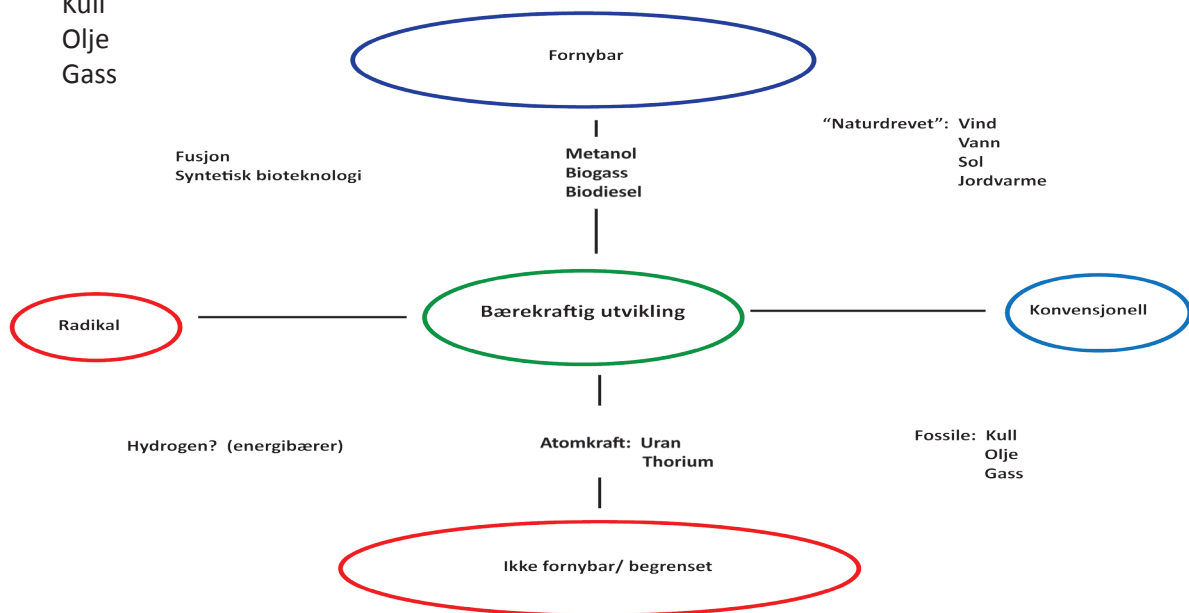 Kull
Olje
Gass
Fornybar
"Naturdrevet": Vind
Vann
Sol
Jordvarme
Fusjon
Syntetisk bioteknologi
Metanol
Biogass
Biodiesel
Radikal
Bærekraftig utvikling
Konvensjonell
Hydrogen? (energibærer)
Atomkraft: Uran
Thorium
Fossile: Kull
Olje
Gass
Ikke fornybar/ begrenset